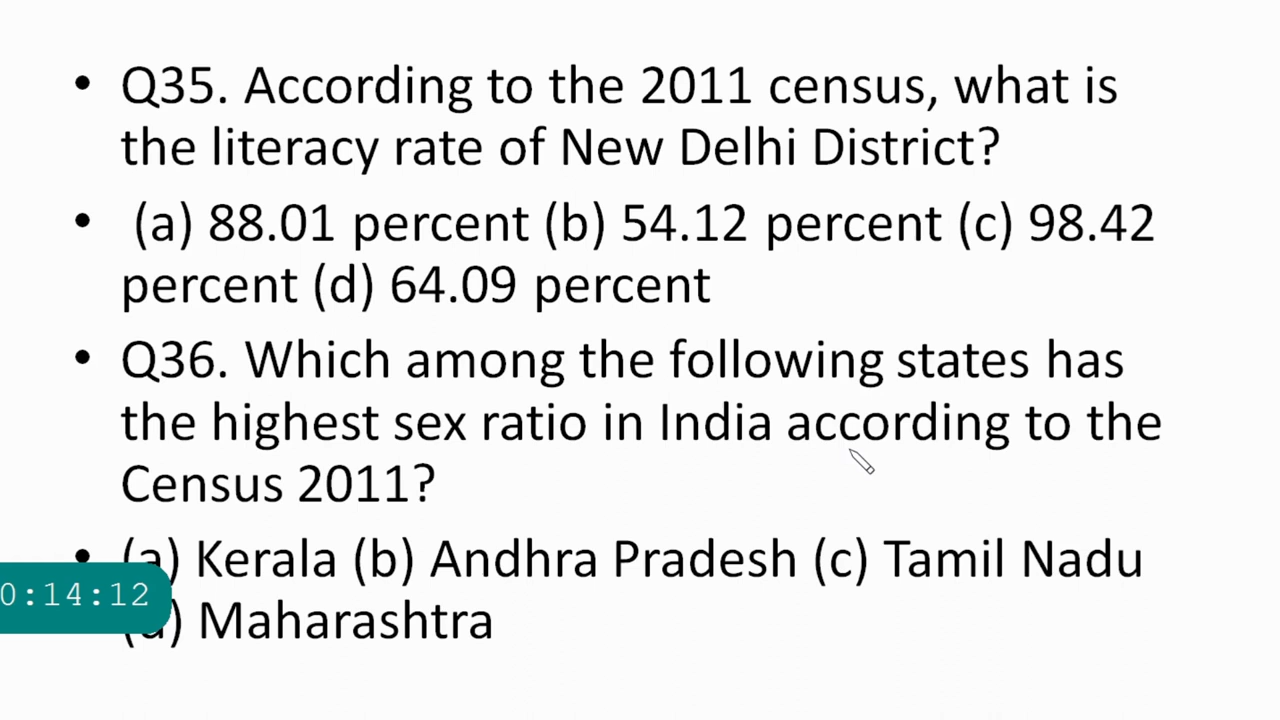 • Q35. According to the 2011 census, what is
the literacy rate of New Delhi District?
• (a) 88.01 percent (b) 54.12 percent (c) 98.42
percent (d) 64.09 percent
• Q36. Which among the following states has
the highest sex ratio in India according to the
Census 2011?
• (a) Kerala (b) Andhra Pradesh (c) Tamil Nadu
(d) Maharashtra
0:14:12